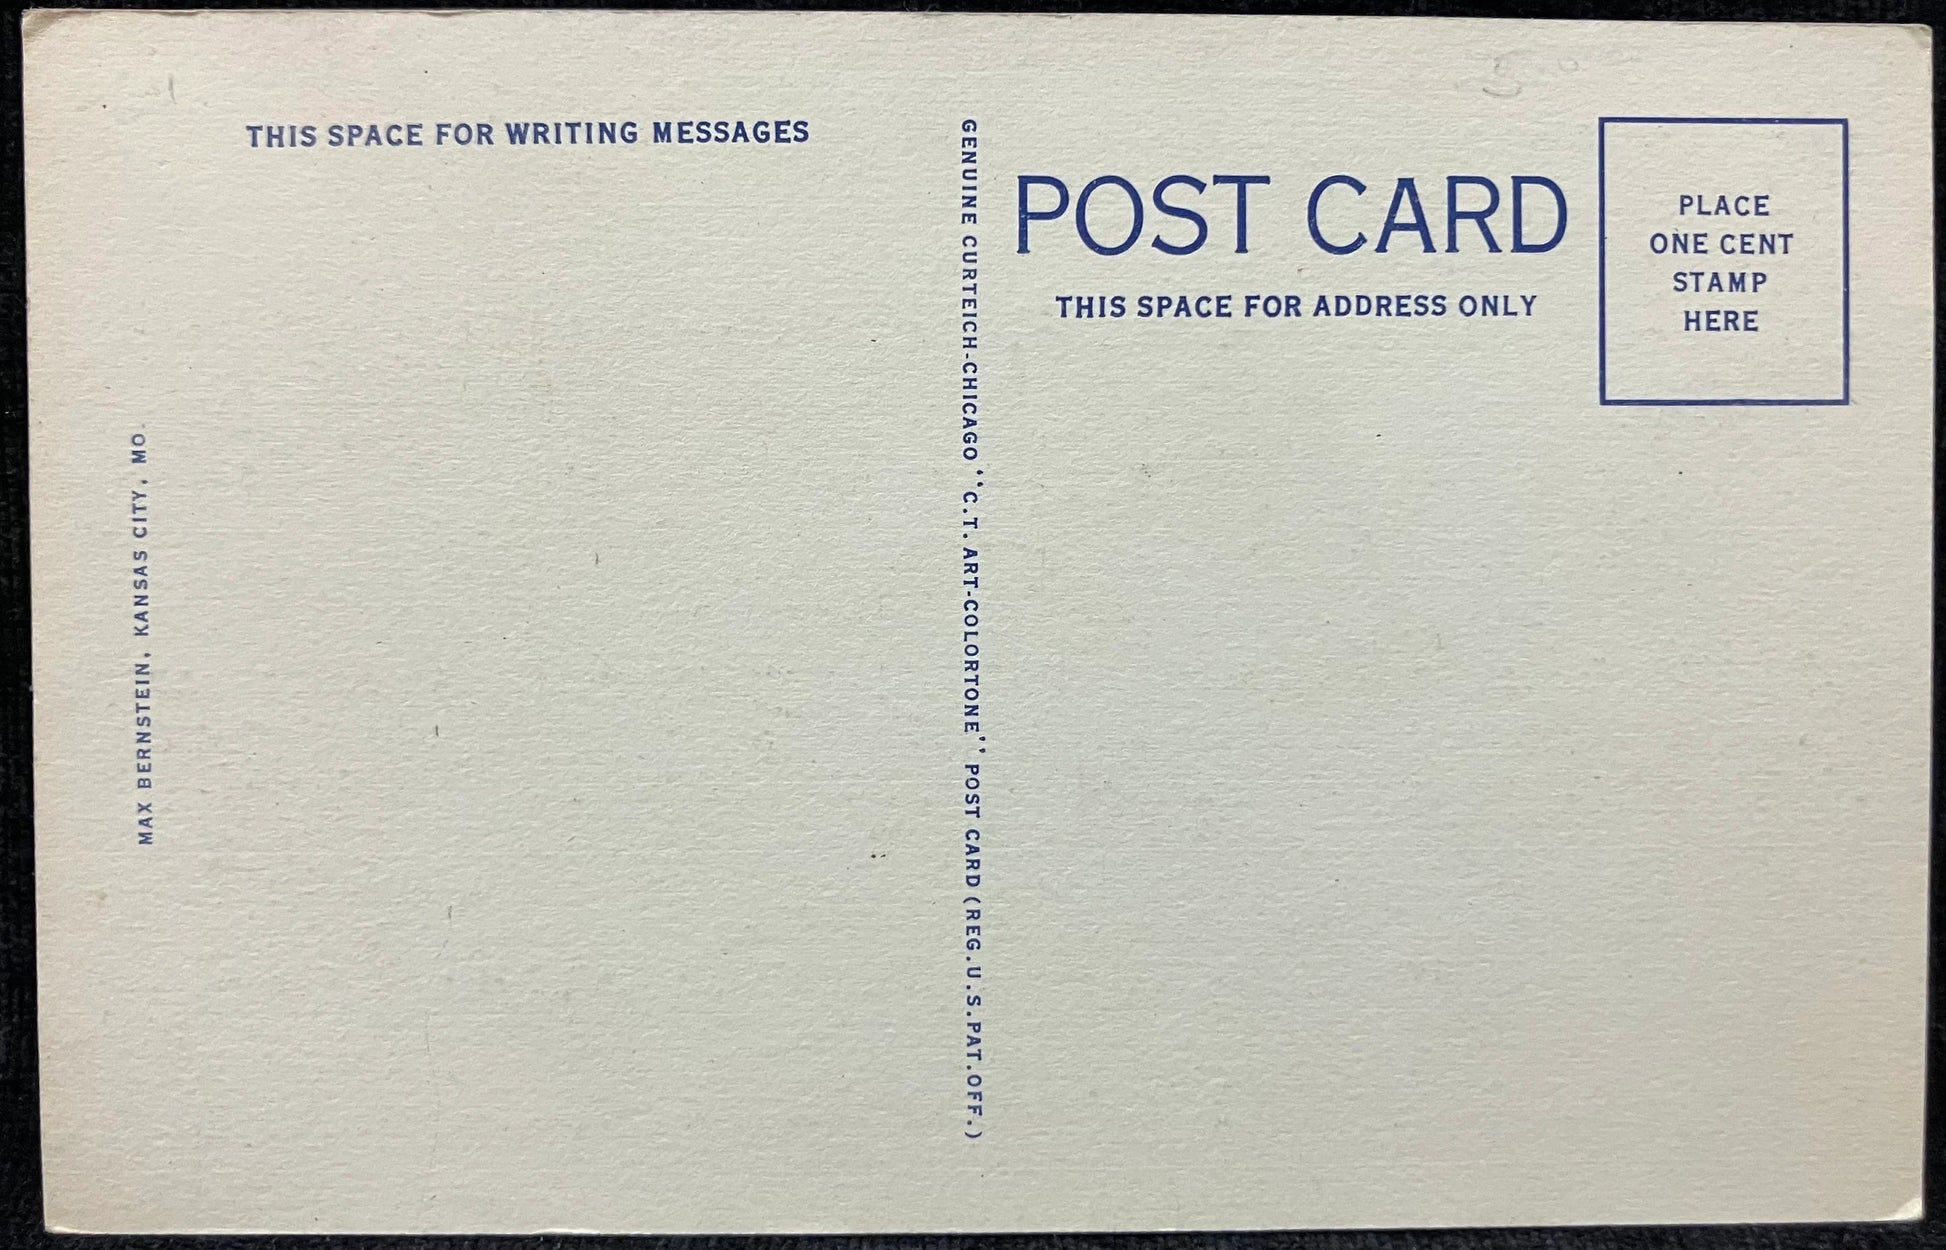 THIS SPACE FOR WRITING MESSAGES
MAX BERNSTEIN, KANSAS CITY, MO.
GENUINE CURTEICH-CHICAGO "C.T. ART-COLORTONE" POST CARD (REG.U.S.PAT.OFF.)
POST CARD
THIS SPACE FOR ADDRESS ONLY
PLACE
ONE CENT
STAMP
HERE